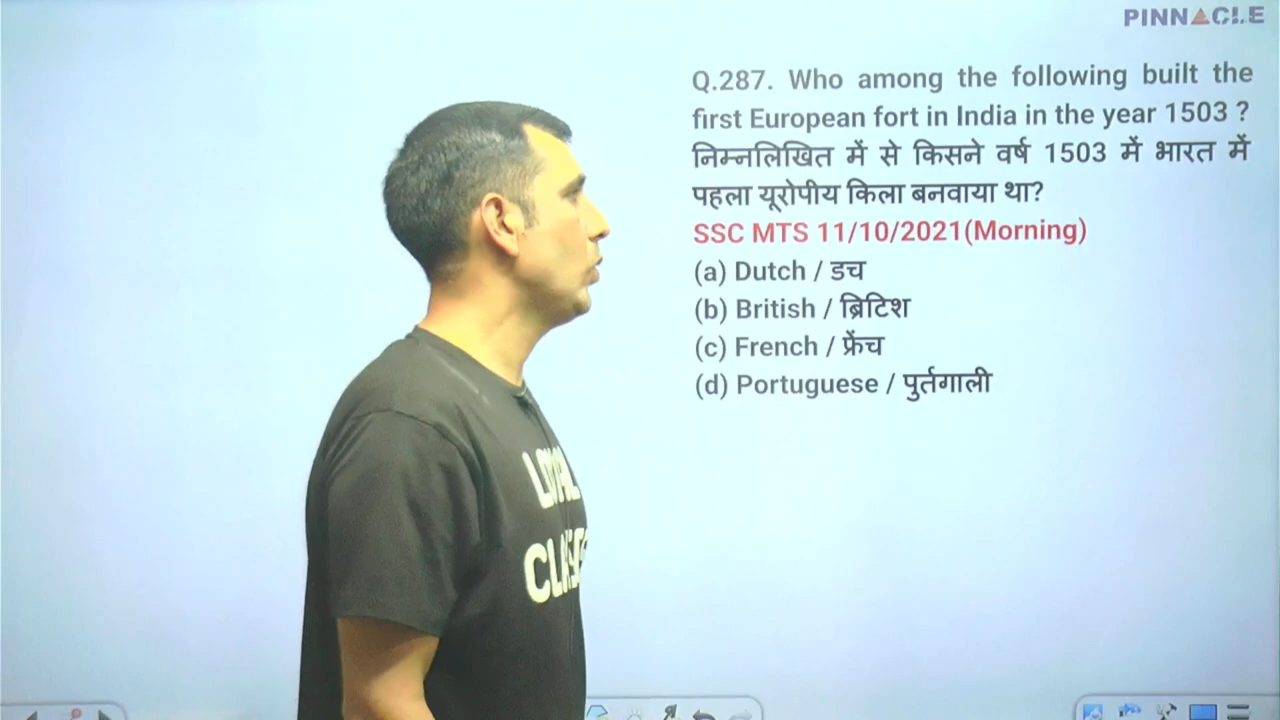 PINNACLE
Q.287. Who among the following built the
first European fort in India in the year 1503 ?
निम्नलिखित में से किसने वर्ष 1503 में भारत में
पहला यूरोपीय किला बनवाया था?
SSC MTS 11/10/2021(Morning)
(a) Dutch / डच
(b) British / ब्रिटिश
(c) French / फ्रेंच
(d) Portuguese / पुर्तगाली